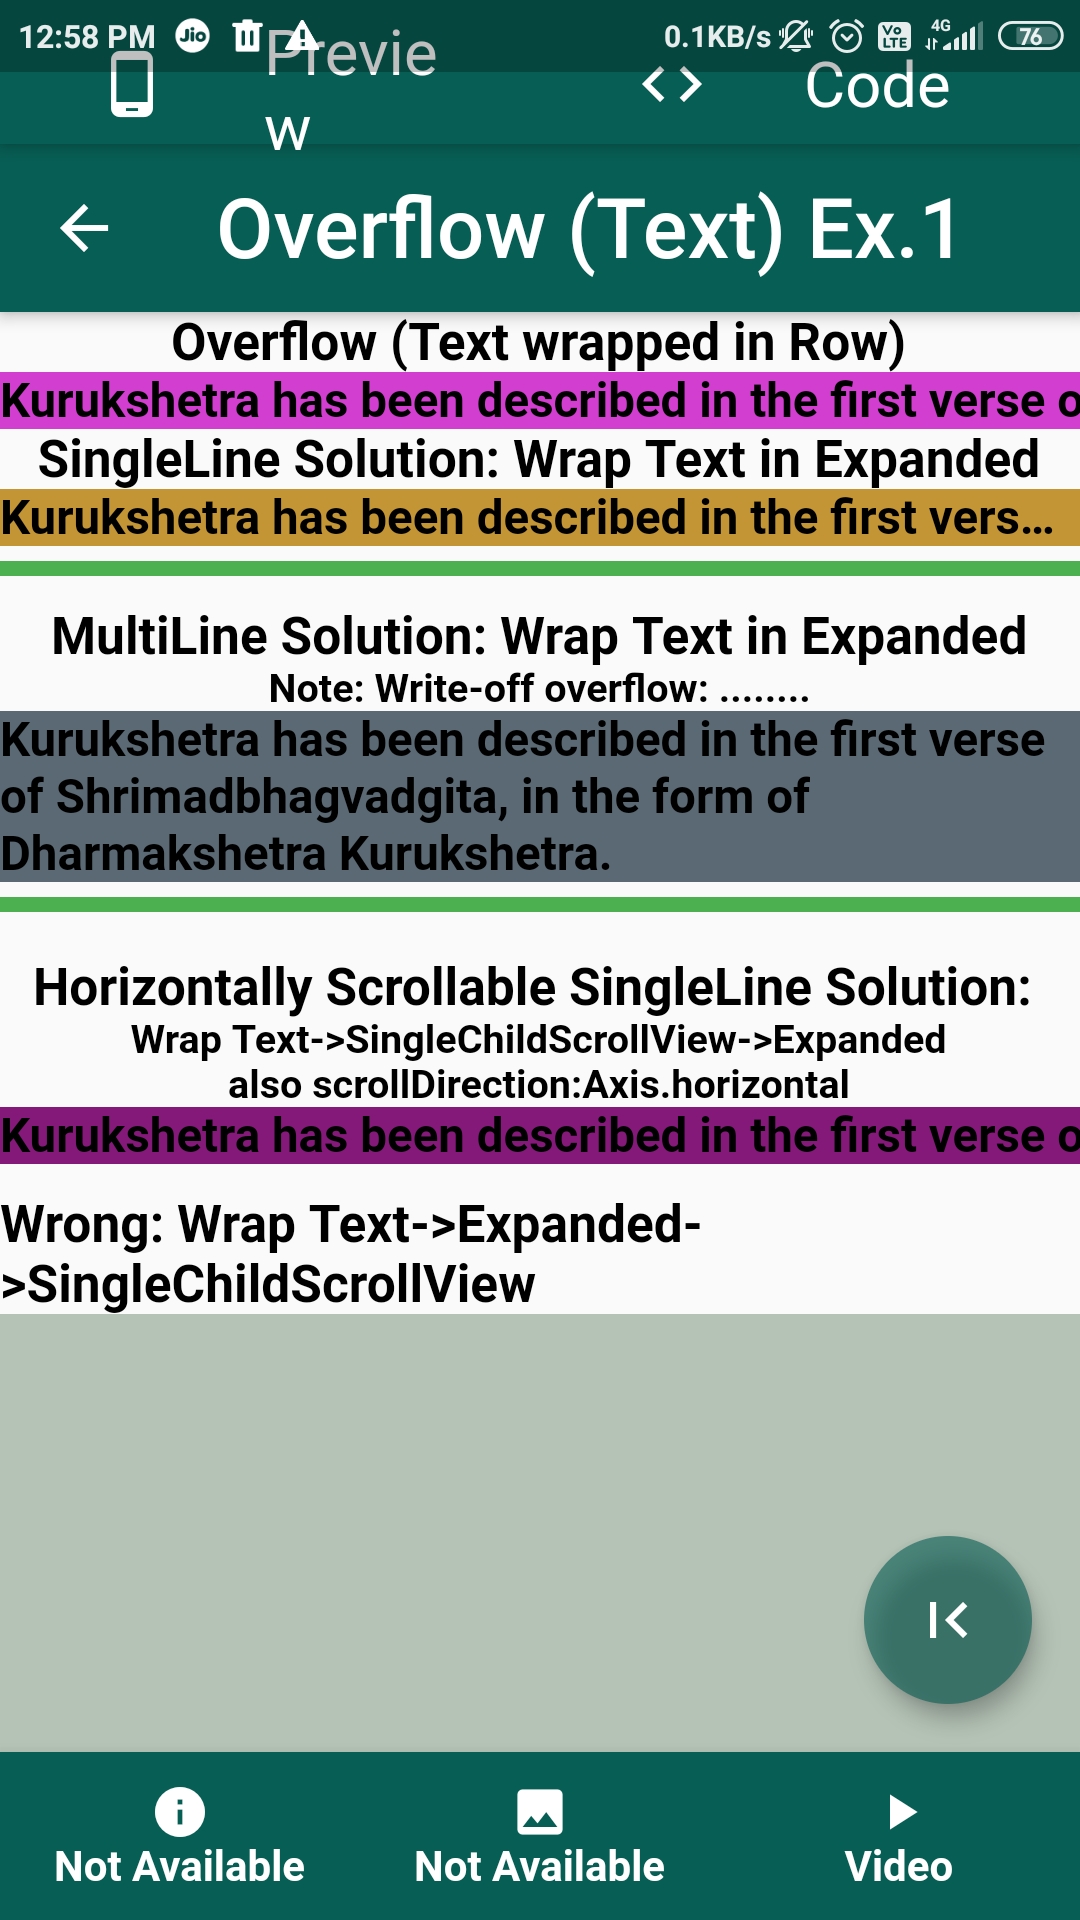 12:58 PM Jio 0.1KB/s Vo LTE 4G 76
Previe
w
Code
Overflow (Text) Ex.1
Overflow (Text wrapped in Row)
Kurukshetra has been described in the first verse o
SingleLine Solution: Wrap Text in Expanded
Kurukshetra has been described in the first vers...
MultiLine Solution: Wrap Text in Expanded
Note: Write-off overflow: ........
Kurukshetra has been described in the first verse
of Shrimadbhagvadgita, in the form of
Dharmakshetra Kurukshetra.
Horizontally Scrollable SingleLine Solution:
Wrap Text->SingleChildScrollView->Expanded
also scrollDirection:Axis.horizontal
Kurukshetra has been described in the first verse o
Wrong: Wrap Text->Expanded-
>SingleChildScrollView
Not Available Not Available Video